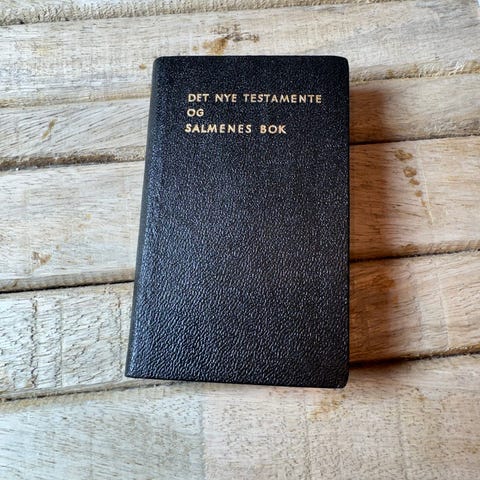 DET NYE TESTAMENTE
OG
SALMENES BOK